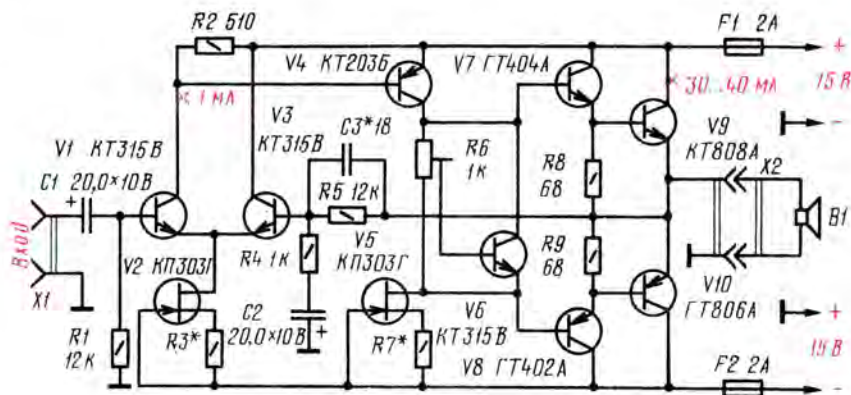 R2 510
F1 2А
+
V4 КТ203Б
V7 ГТ404А
30...40 мА
15 В
× 1 мА
V3
КТ315В
C3*18
-
V1 КТ315В
R6
1к
V9
КТ808А
X2
C1
+
20,0×10В
R5 12к
R8
68
Вход
R4 1к
V5
КП303Г
R9
68
В1
V2 КП303Г
X1
C2
20,0×10В
+
V6
КТ315В
V10
ГТ806А
+
R1
12к
R3*
R7*
15 В
V8 ГТ402А
F2 2А
-